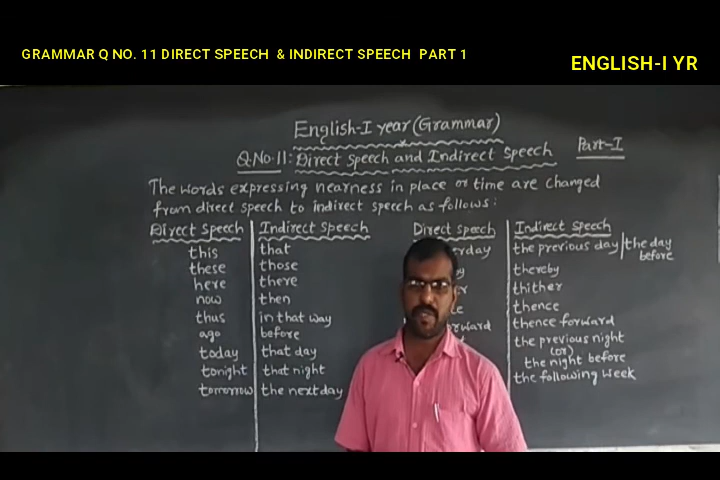 GRAMMAR Q NO. 11 DIRECT SPEECH & INDIRECT SPEECH PART 1
ENGLISH-I YR
English-I year (Grammar)
Q.No.11: Direct Speech and Indirect Speech Part-I
The words expressing nearness in place or time are changed
from direct speech to indirect speech as follows:
Direct Speech Indirect Speech
this that
these those
here there
now then
thus in that way
ago before
today that day
tonight that night
tomorrow the next day
Direct Speech Indirect Speech
the previous day / the day before
thereby
thither
thence
thence forward
the previous night
(or)
the night before
the following week